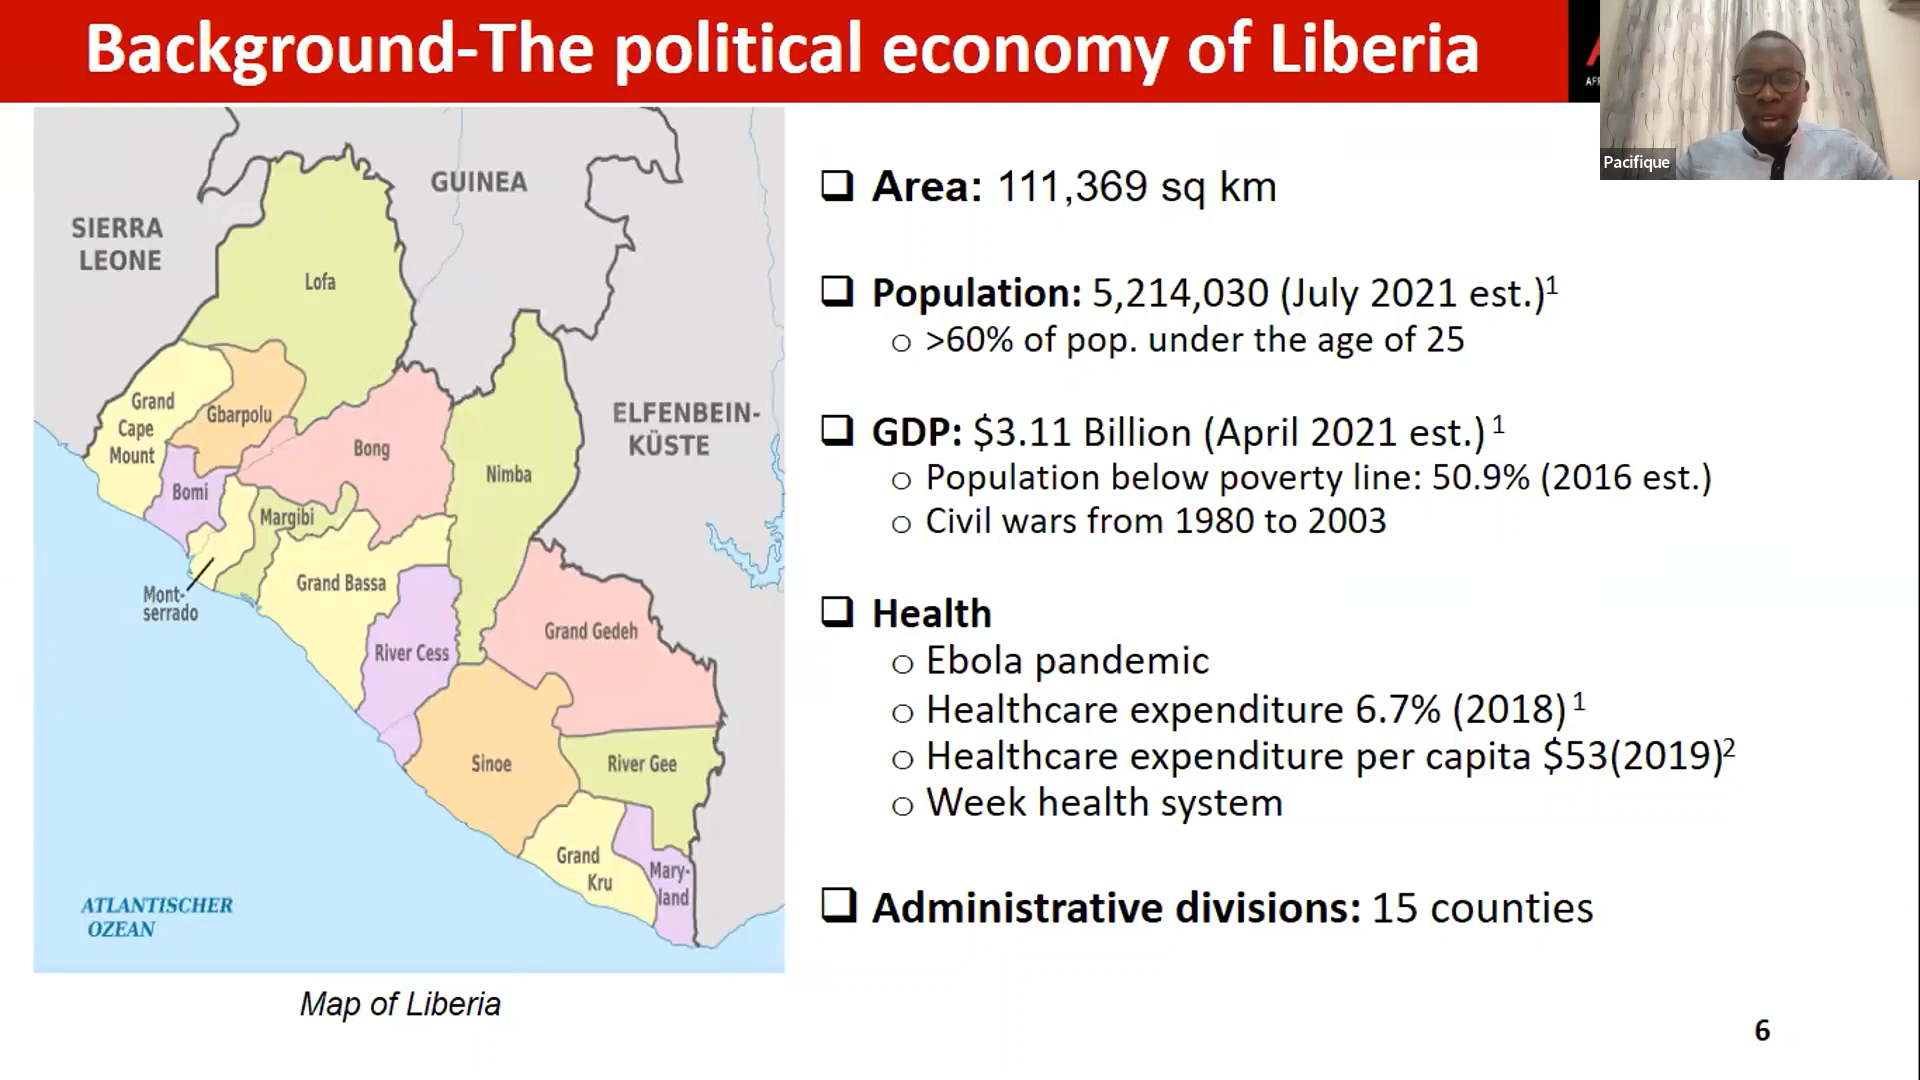 Background-The political economy of Liberia
Pacifique
GUINEA
SIERRA
LEONE
Lofa
Grand
Cape
Mount
Gbarpolu
ELFENBEIN-
KÜSTE
Bong
Nimba
Bomi
Margibi
Mont-
serrado
Grand Bassa
River Cess
Grand Gedeh
Sinoe
River Gee
Grand
Kru
Mary-
land
ATLANTISCHER
OZEAN
Map of Liberia
❑ Area: 111,369 sq km
❑ Population: 5,214,030 (July 2021 est.)¹
o >60% of pop. under the age of 25
❑ GDP: $3.11 Billion (April 2021 est.) ¹
o Population below poverty line: 50.9% (2016 est.)
o Civil wars from 1980 to 2003
❑ Health
o Ebola pandemic
o Healthcare expenditure 6.7% (2018) ¹
o Healthcare expenditure per capita $53(2019)²
o Week health system
❑ Administrative divisions: 15 counties
6